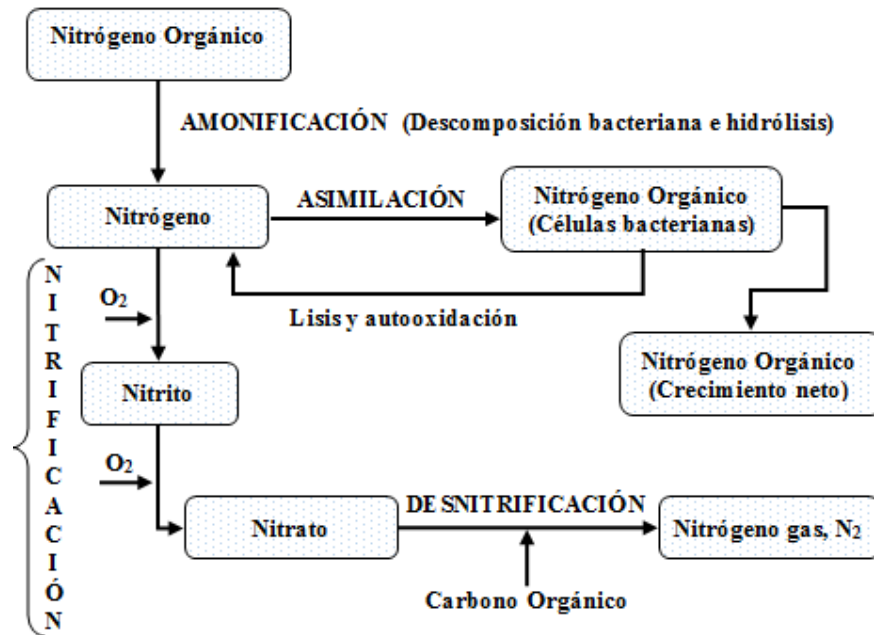 Nitrógeno Orgánico
AMONIFICACIÓN (Descomposición bacteriana e hidrólisis)
Nitrógeno
ASIMILACIÓN
Nitrógeno Orgánico
(Células bacterianas)
NITRIFICACIÓN
O2
Lisis y autooxidación
Nitrógeno Orgánico
(Crecimiento neto)
Nitrito
O2
Nitrato
DESNITRIFICACIÓN
Nitrógeno gas, N2
Carbono Orgánico